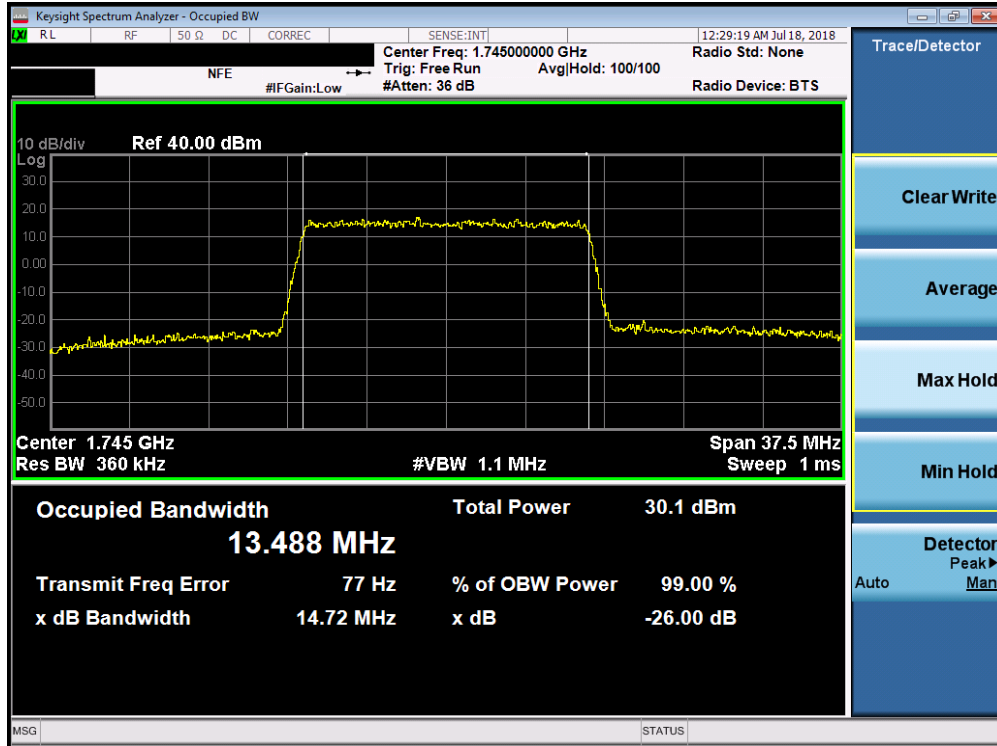 Keysight Spectrum Analyzer - Occupied BW
LXI RL RF 50 Ω DC CORREC SENSE:INT 12:29:19 AM Jul 18, 2018
Center Freq: 1.745000000 GHz Radio Std: None
NFE Trig: Free Run Avg|Hold: 100/100
#IFGain:Low #Atten: 36 dB Radio Device: BTS
10 dB/div Ref 40.00 dBm
Log
30.0
20.0
10.0
0.00
-10.0
-20.0
-30.0
-40.0
-50.0
Center 1.745 GHz Span 37.5 MHz
Res BW 360 kHz #VBW 1.1 MHz Sweep 1 ms
Occupied Bandwidth Total Power 30.1 dBm
13.488 MHz
Transmit Freq Error 77 Hz % of OBW Power 99.00 %
x dB Bandwidth 14.72 MHz x dB -26.00 dB
MSG STATUS
Trace/Detector
Clear Write
Average
Max Hold
Min Hold
Detector
Peak▶
Auto Man